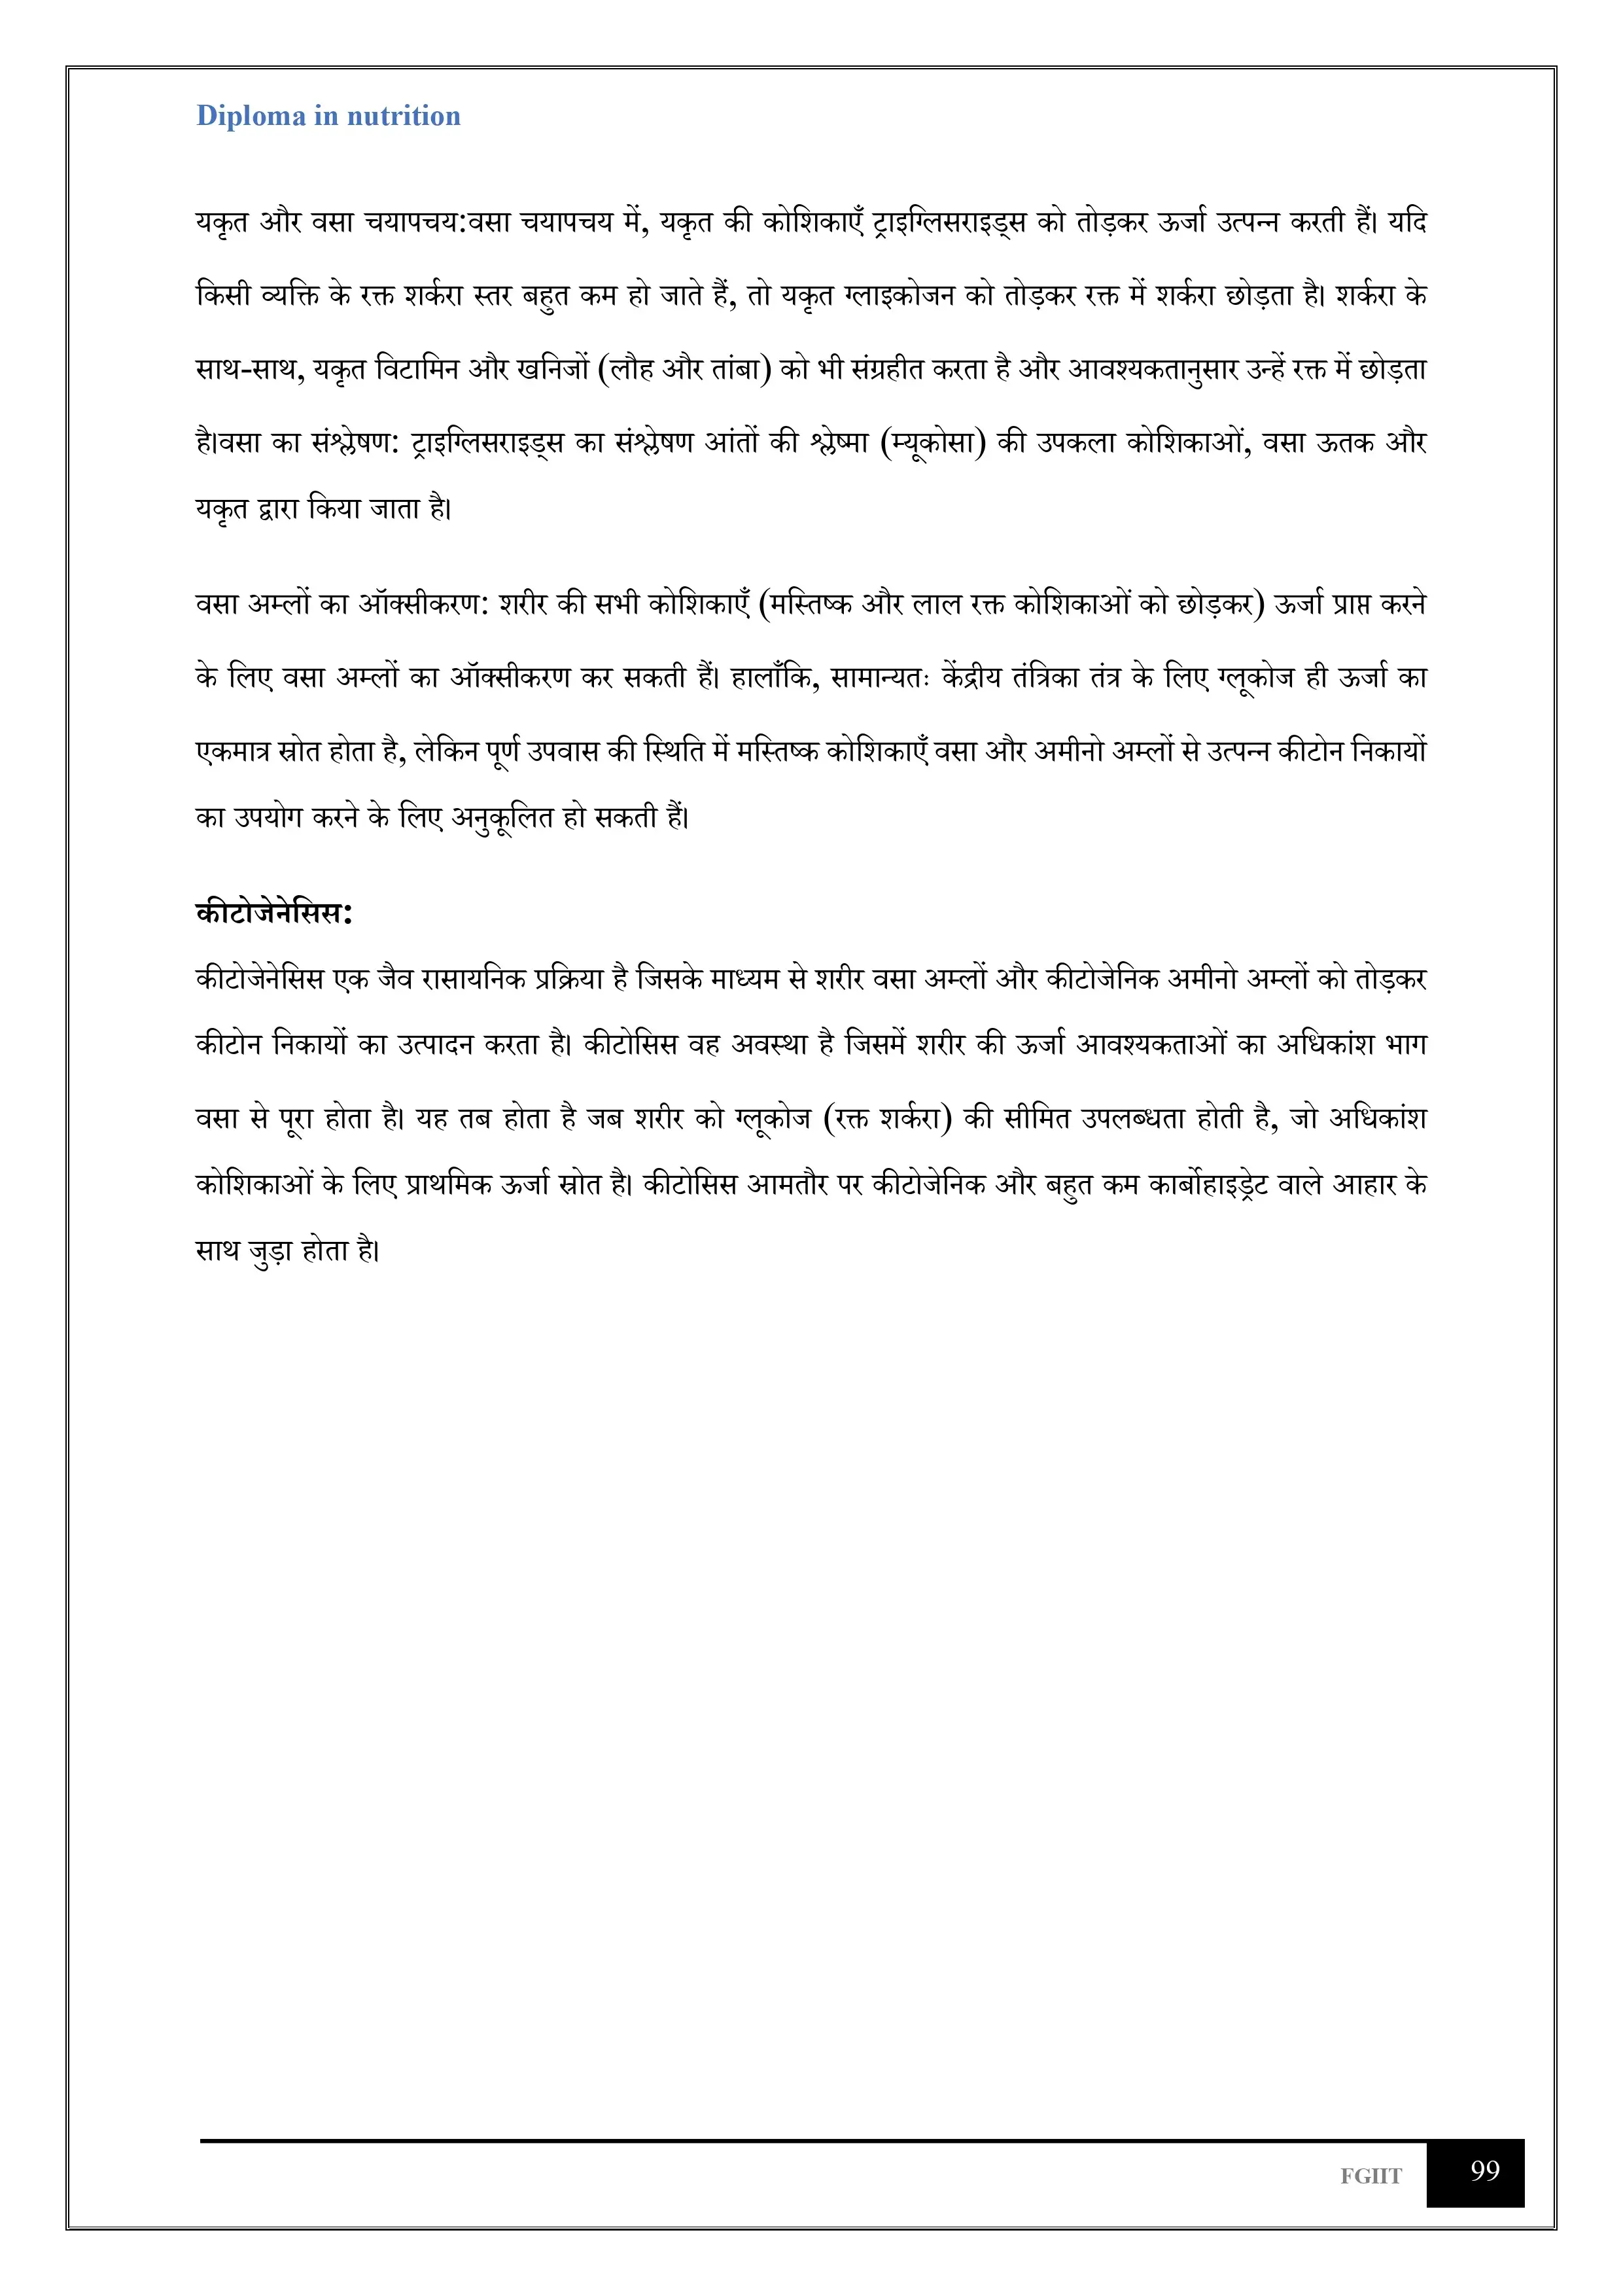 Diploma in nutrition
यकृत और वसा चयापचय:वसा चयापचय में, यकृत की कोशिकाएँ ट्राइग्लिसराइड्स को तोड़कर ऊर्जा उत्पन्न करती हैं। यदि
किसी व्यक्ति के रक्त शर्करा स्तर बहुत कम हो जाते हैं, तो यकृत ग्लाइकोजन को तोड़कर रक्त में शर्करा छोड़ता है। शर्करा के
साथ-साथ, यकृत विटामिन और खनिजों (लौह और तांबा) को भी संग्रहीत करता है और आवश्यकतानुसार उन्हें रक्त में छोड़ता
है।वसा का संश्लेषण: ट्राइग्लिसराइड्स का संश्लेषण आंतों की श्लेष्मा (म्यूकोसा) की उपकला कोशिकाओं, वसा ऊतक और
यकृत द्वारा किया जाता है।
वसा अम्लों का ऑक्सीकरण: शरीर की सभी कोशिकाएँ (मस्तिष्क और लाल रक्त कोशिकाओं को छोड़कर) ऊर्जा प्राप्त करने
के लिए वसा अम्लों का ऑक्सीकरण कर सकती हैं। हालाँकि, सामान्यतः केंद्रीय तंत्रिका तंत्र के लिए ग्लूकोज ही ऊर्जा का
एकमात्र स्रोत होता है, लेकिन पूर्ण उपवास की स्थिति में मस्तिष्क कोशिकाएँ वसा और अमीनो अम्लों से उत्पन्न कीटोन निकायों
का उपयोग करने के लिए अनुकूलित हो सकती हैं।
कीटोजेनेसिस:
कीटोजेनेसिस एक जैव रासायनिक प्रक्रिया है जिसके माध्यम से शरीर वसा अम्लों और कीटोजेनिक अमीनो अम्लों को तोड़कर
कीटोन निकायों का उत्पादन करता है। कीटोसिस वह अवस्था है जिसमें शरीर की ऊर्जा आवश्यकताओं का अधिकांश भाग
वसा से पूरा होता है। यह तब होता है जब शरीर को ग्लूकोज (रक्त शर्करा) की सीमित उपलब्धता होती है, जो अधिकांश
कोशिकाओं के लिए प्राथमिक ऊर्जा स्रोत है। कीटोसिस आमतौर पर कीटोजेनिक और बहुत कम कार्बोहाइड्रेट वाले आहार के
साथ जुड़ा होता है।
FGIIT 99